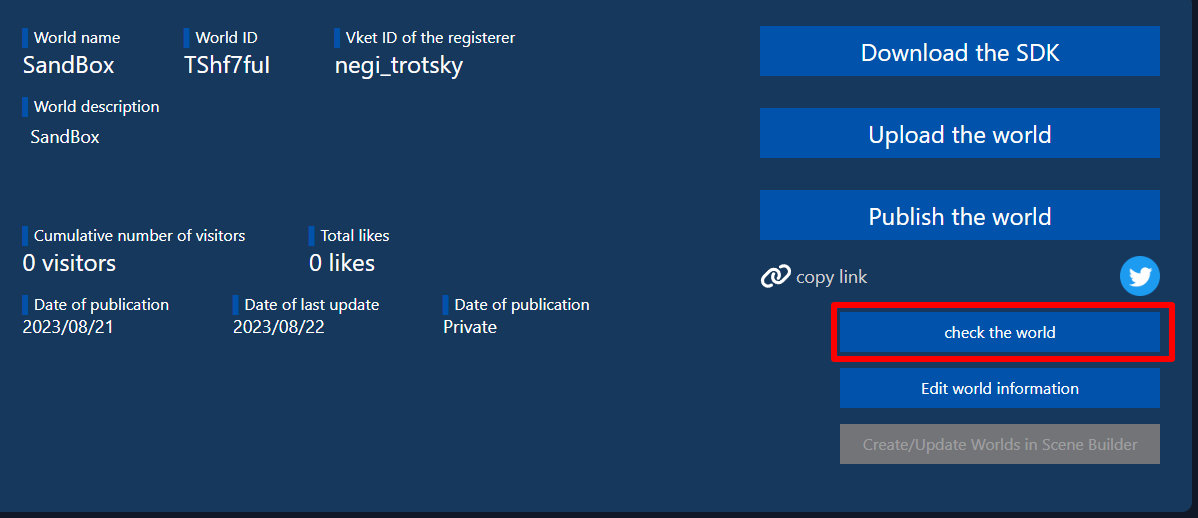 World name
World ID
Vket ID of the registerer
SandBox
TShf7fuI
negi_trotsky
World description
SandBox
Cumulative number of visitors
Total likes
0 visitors
0 likes
Date of publication
Date of last update
Date of publication
2023/08/21
2023/08/22
Private
Download the SDK
Upload the world
Publish the world
copy link
check the world
Edit world information
Create/Update Worlds in Scene Builder